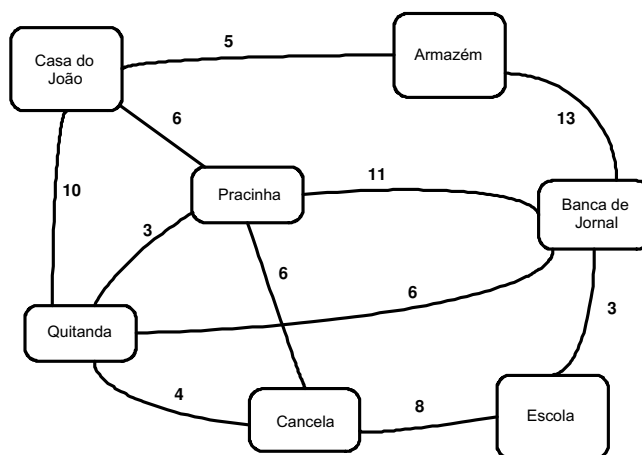 Casa do
João
5
Armazém
6
13
10
Pracinha
11
Banca de
Jornal
3
6
6
3
Quitanda
4
Cancela
8
Escola